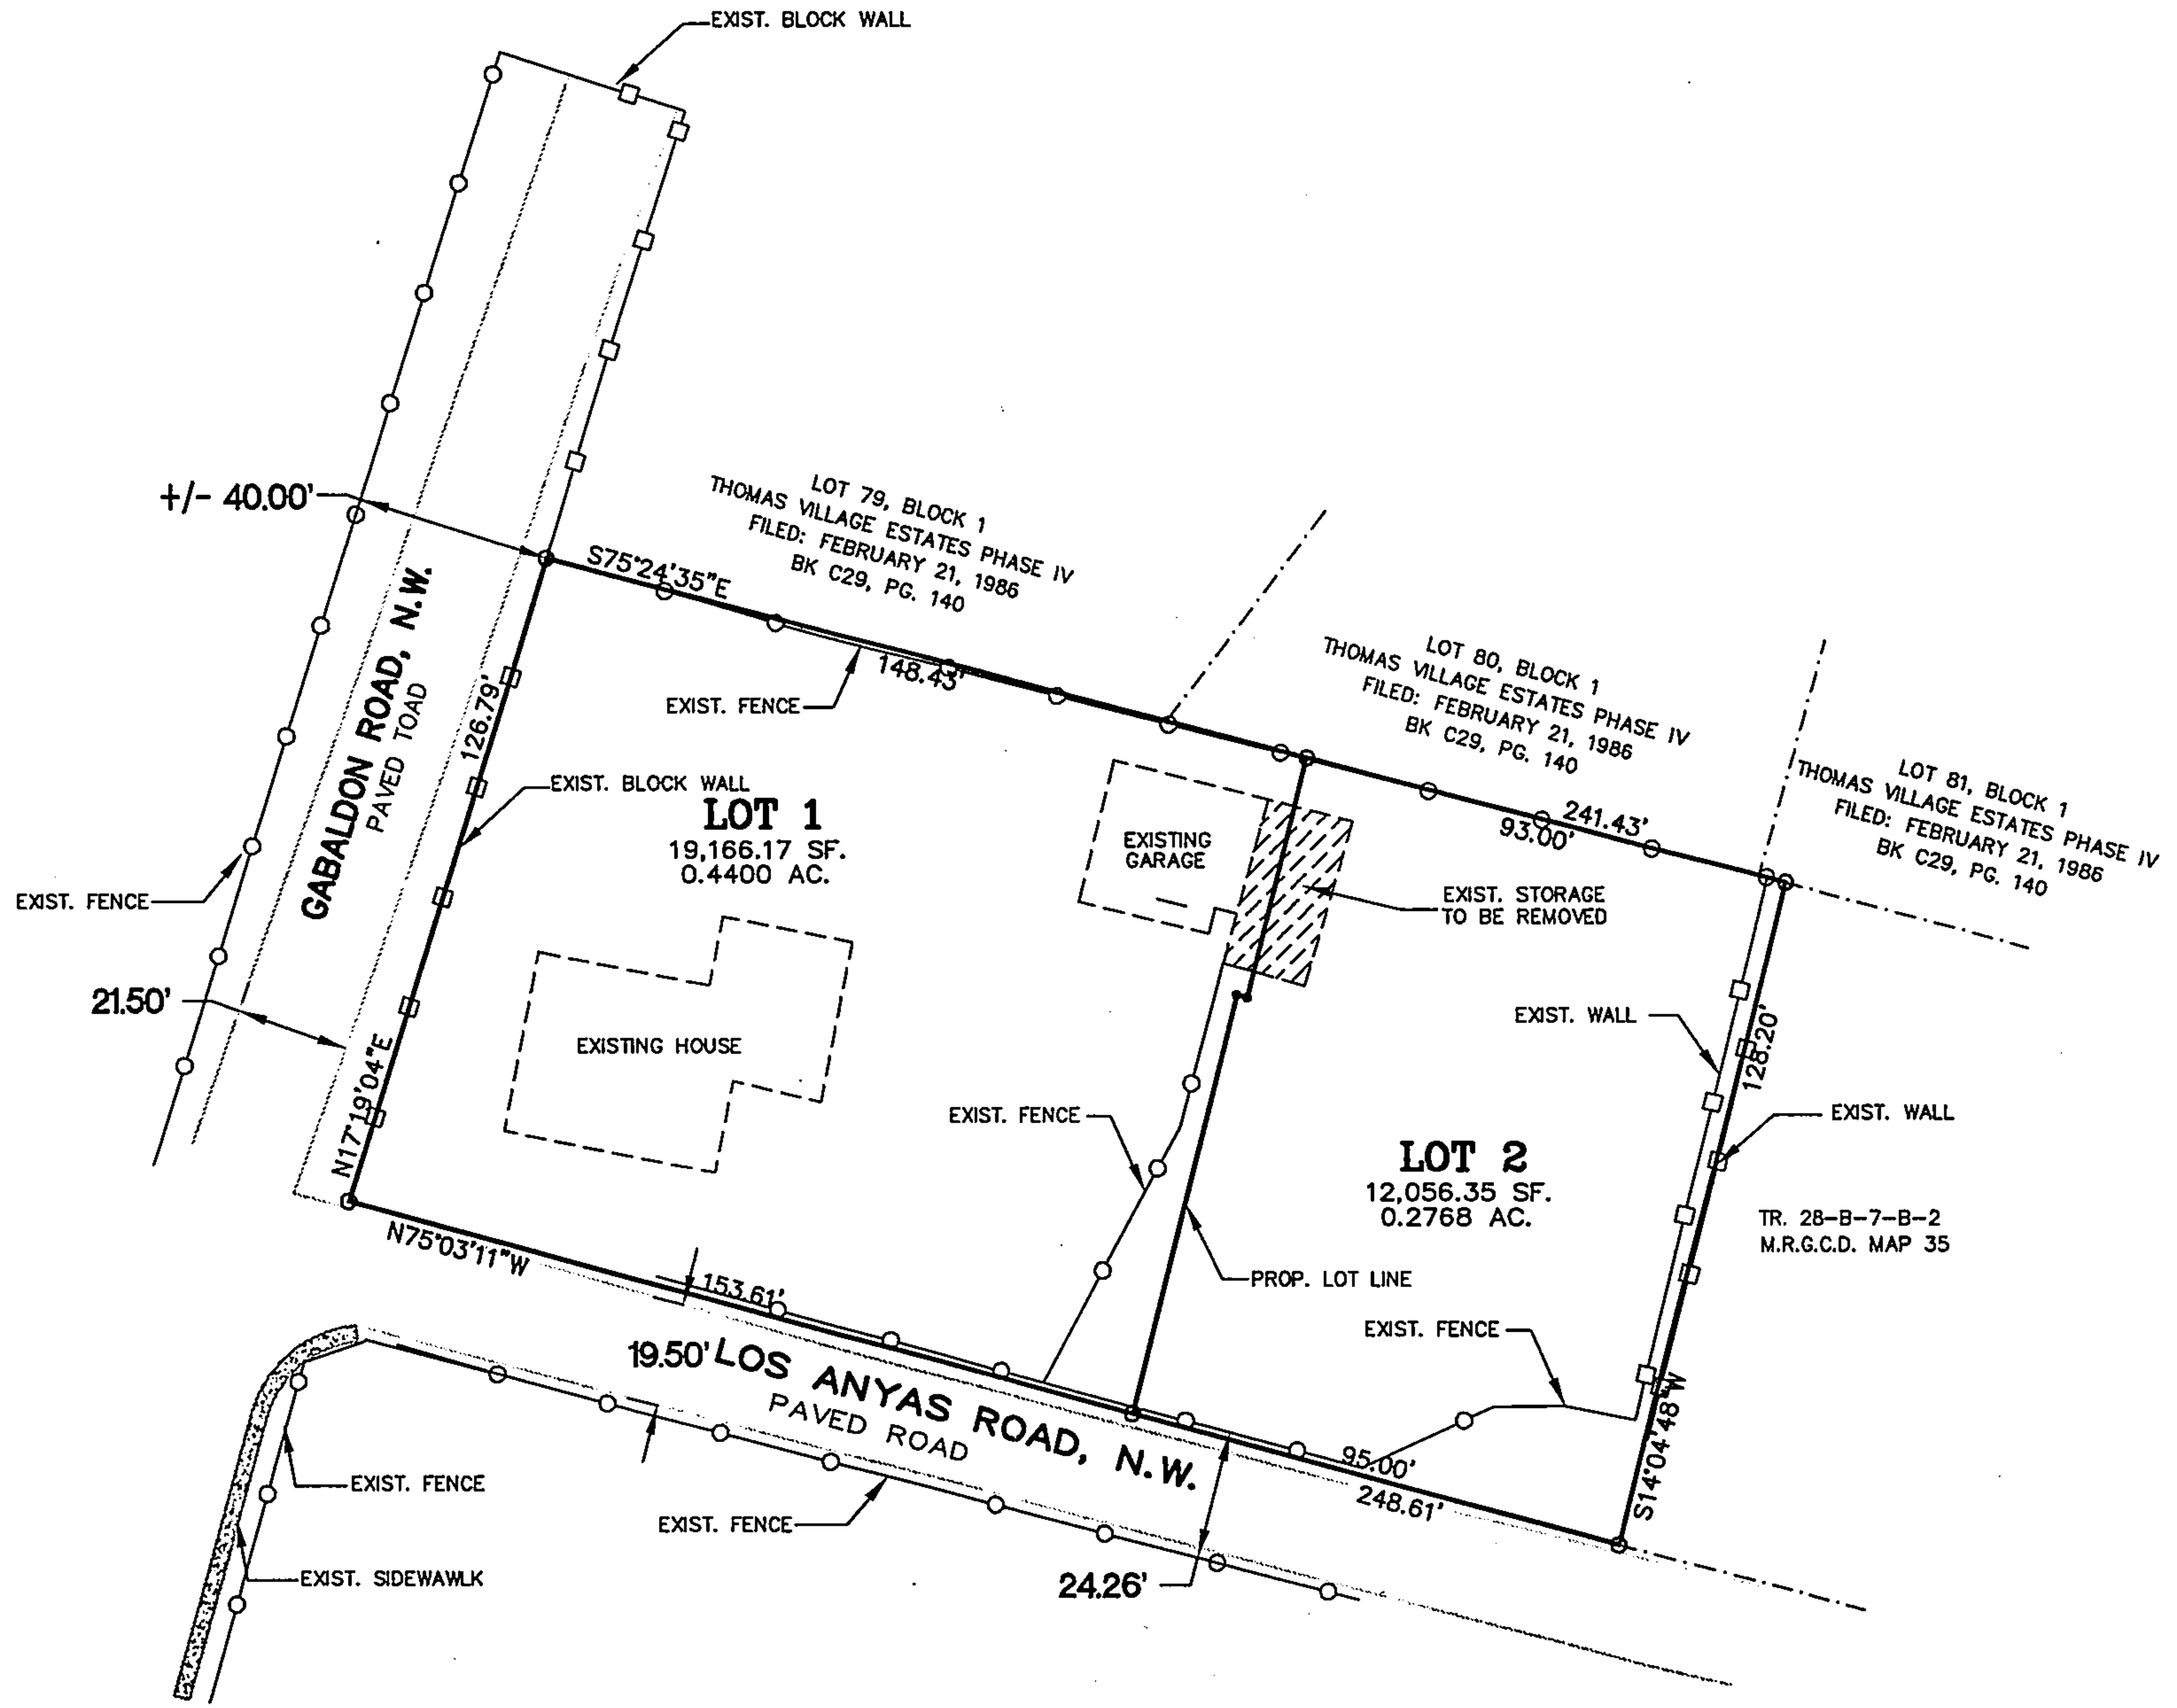 EXIST. BLOCK WALL
+/- 40.00'
S75°24'35"E
LOT 79, BLOCK 1
THOMAS VILLAGE ESTATES PHASE IV
FILED: FEBRUARY 21, 1986
BK C29, PG. 140
148.43'
EXIST. FENCE
LOT 80, BLOCK 1
THOMAS VILLAGE ESTATES PHASE IV
FILED: FEBRUARY 21, 1986
BK C29, PG. 140
241.43'
93.00'
LOT 81, BLOCK 1
THOMAS VILLAGE ESTATES PHASE IV
FILED: FEBRUARY 21, 1986
BK C29, PG. 140
GABALDON ROAD, N.W.
PAVED TOAD
126.79'
N17°19'04"E
EXIST. BLOCK WALL
LOT 1
19,166.17 SF.
0.4400 AC.
EXISTING
GARAGE
EXIST. STORAGE
TO BE REMOVED
EXIST. FENCE
21.50'
EXISTING HOUSE
EXIST. WALL
128.20'
EXIST. FENCE
EXIST. WALL
LOT 2
12,056.35 SF.
0.2768 AC.
TR. 28-B-7-B-2
M.R.G.C.D. MAP 35
N75°03'11"W
153.61'
PROP. LOT LINE
EXIST. FENCE
19.50'
LOS ANYAS ROAD, N.W.
PAVED ROAD
95.00'
248.61'
S14°04'48"W
EXIST. FENCE
EXIST. FENCE
EXIST. SIDEWAWLK
24.26'